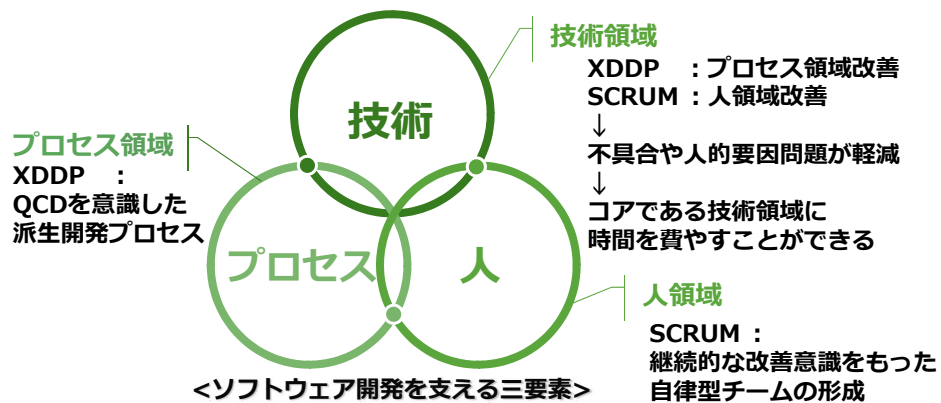 技術領域
XDDP ：プロセス領域改善
SCRUM：人領域改善
↓
不具合や人的要因問題が軽減
↓
コアである技術領域に
時間を費やすことができる
技術
プロセス領域
XDDP ：
QCDを意識した
派生開発プロセス
プロセス
人
人領域
SCRUM：
継続的な改善意識をもった
自律型チームの形成
<ソフトウェア開発を支える三要素>